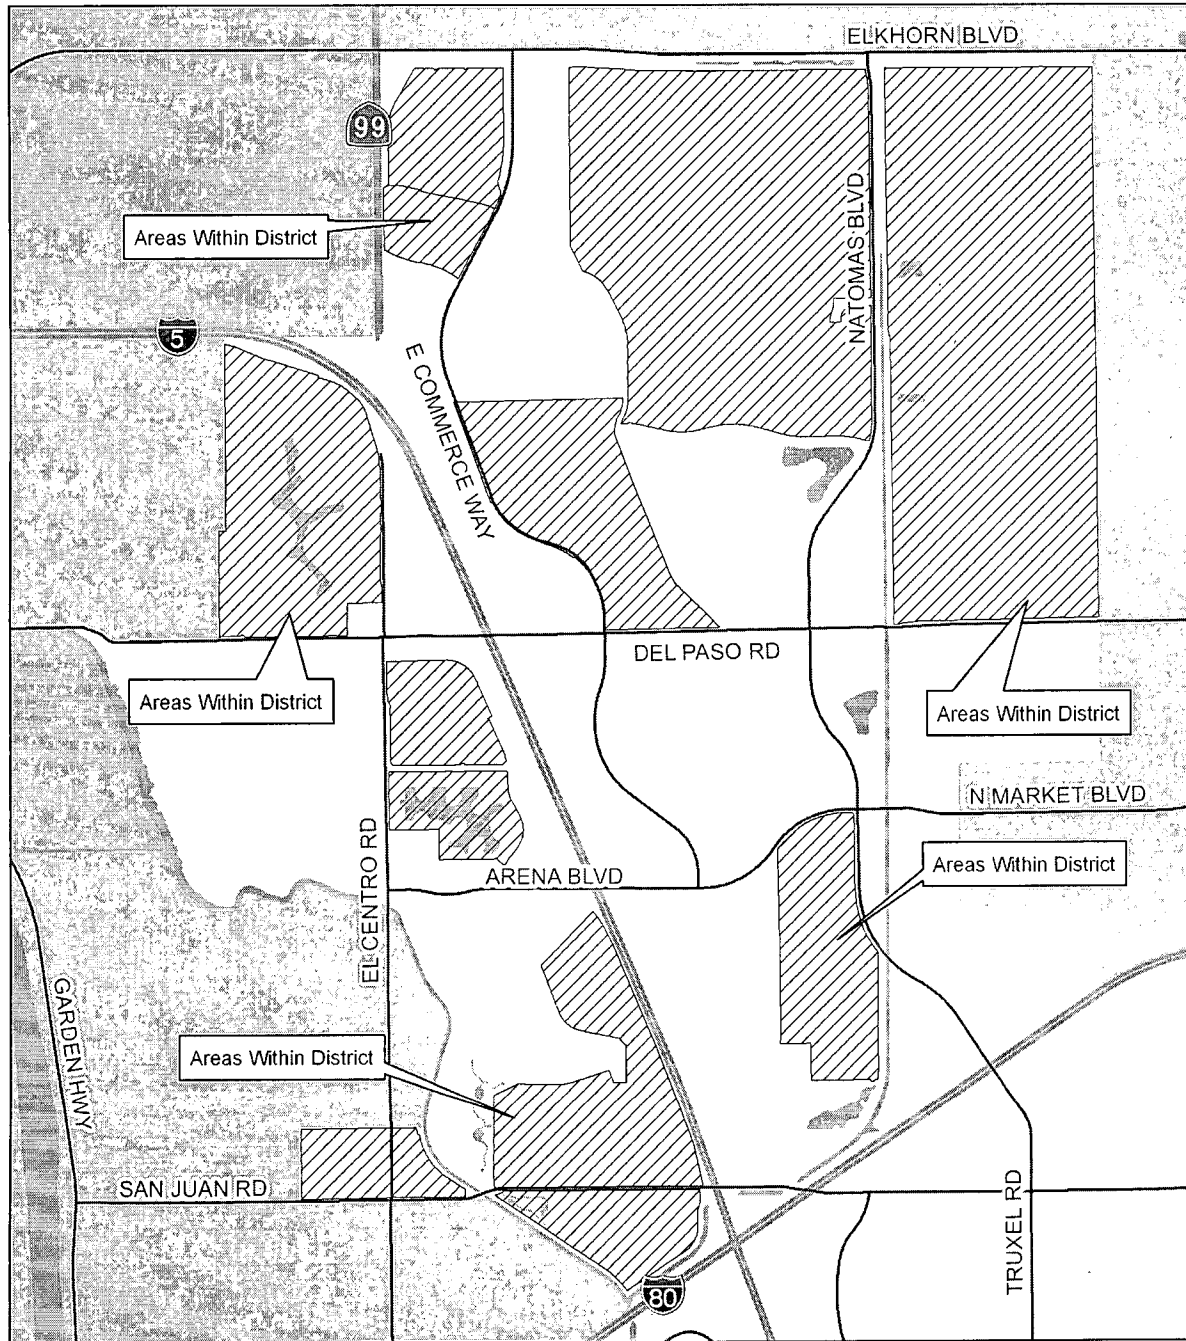 ELKHORN BLVD
99
Areas Within District
NATOMAS BLVD
5
E COMMERCE WAY
DEL PASO RD
Areas Within District
Areas Within District
N MARKET BLVD
Areas Within District
ARENA BLVD
EL CENTRO RD
GARDEN HWY
Areas Within District
SAN JUAN RD
TRUXEL RD
80